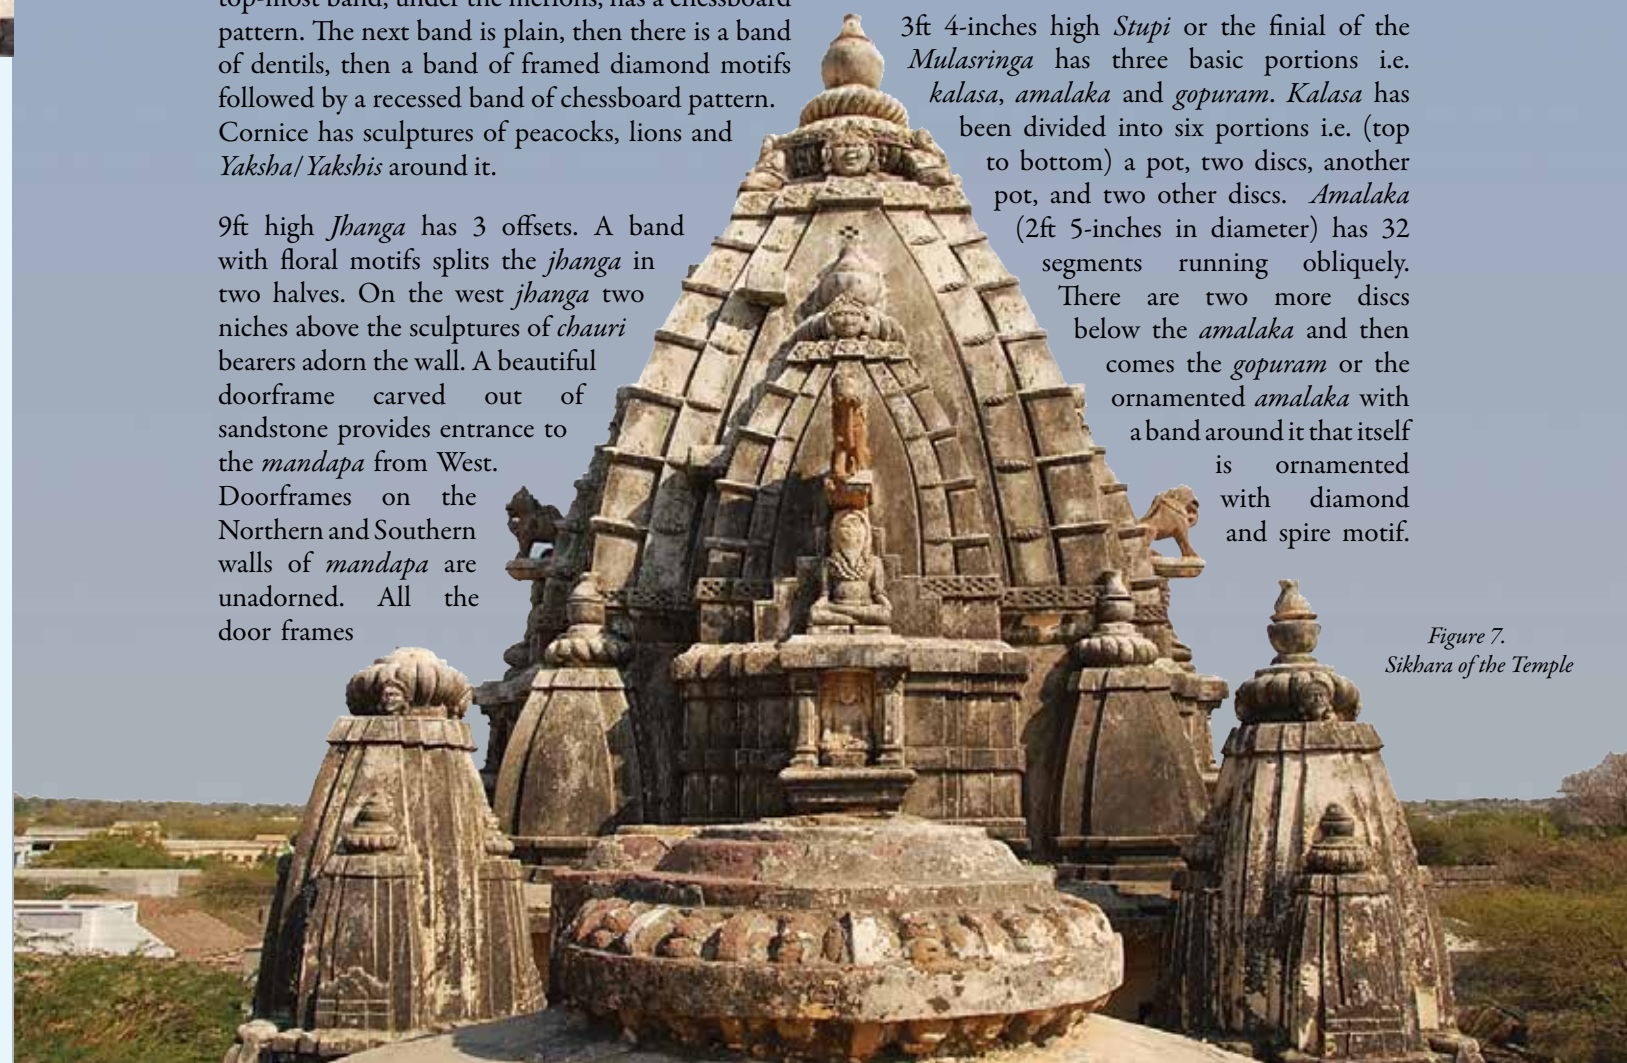 top-most band, under the merlons, has a chessboard
pattern. The next band is plain, then there is a band
of dentils, then a band of framed diamond motifs
followed by a recessed band of chessboard pattern.
Cornice has sculptures of peacocks, lions and
Yaksha/Yakshis around it.
9ft high Jhanga has 3 offsets. A band
with floral motifs splits the jhanga in
two halves. On the west jhanga two
niches above the sculptures of chauri
bearers adorn the wall. A beautiful
doorframe carved out of
sandstone provides entrance to
the mandapa from West.
Doorframes on the
Northern and Southern
walls of mandapa are
unadorned. All the
door frames
3ft 4-inches high Stupi or the finial of the
Mulasringa has three basic portions i.e.
kalasa, amalaka and gopuram. Kalasa has
been divided into six portions i.e. (top
to bottom) a pot, two discs, another
pot, and two other discs. Amalaka
(2ft 5-inches in diameter) has 32
segments running obliquely.
There are two more discs
below the amalaka and then
comes the gopuram or the
ornamented amalaka with
a band around it that itself
is ornamented
with diamond
and spire motif.
Figure 7.
Sikhara of the Temple